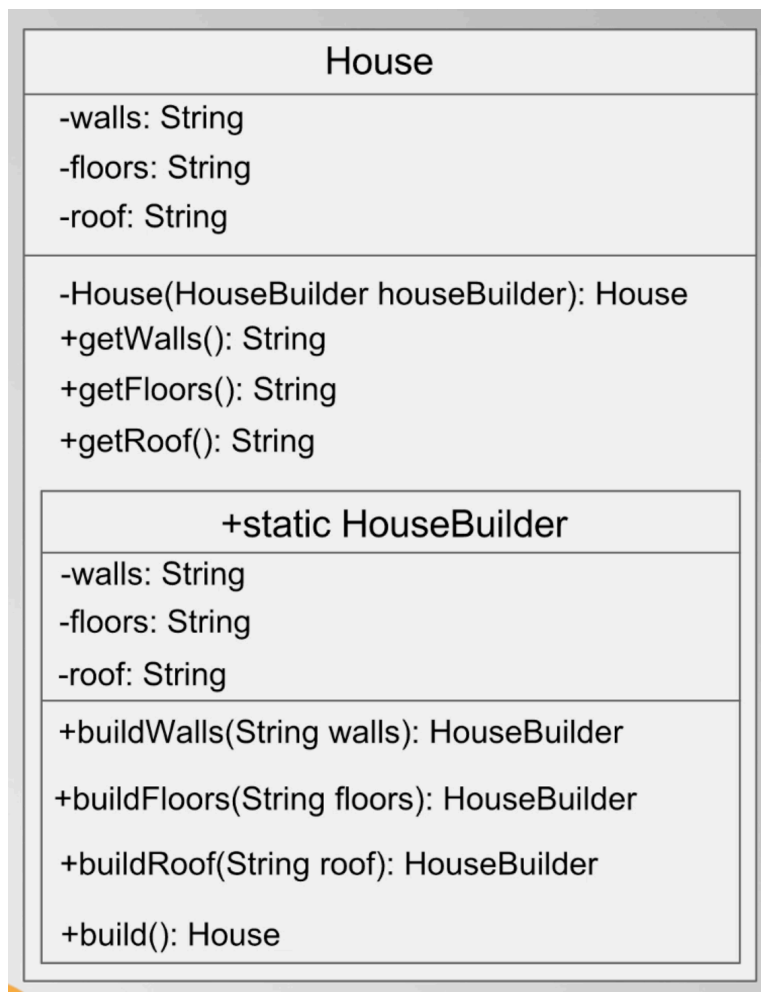 House
-walls: String
-floors: String
-roof: String
-House(HouseBuilder houseBuilder): House
+getWalls(): String
+getFloors(): String
+getRoof(): String
+static HouseBuilder
-walls: String
-floors: String
-roof: String
+buildWalls(String walls): HouseBuilder
+buildFloors(String floors): HouseBuilder
+buildRoof(String roof): HouseBuilder
+build(): House